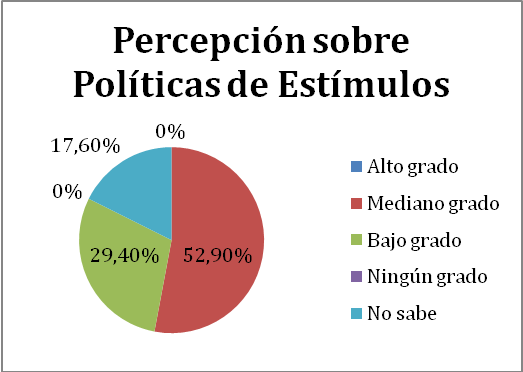 Percepción sobre
Políticas de Estímulos
0%
17,60%
0%
29,40%
52,90%
Alto grado
Mediano grado
Bajo grado
Ningún grado
No sabe